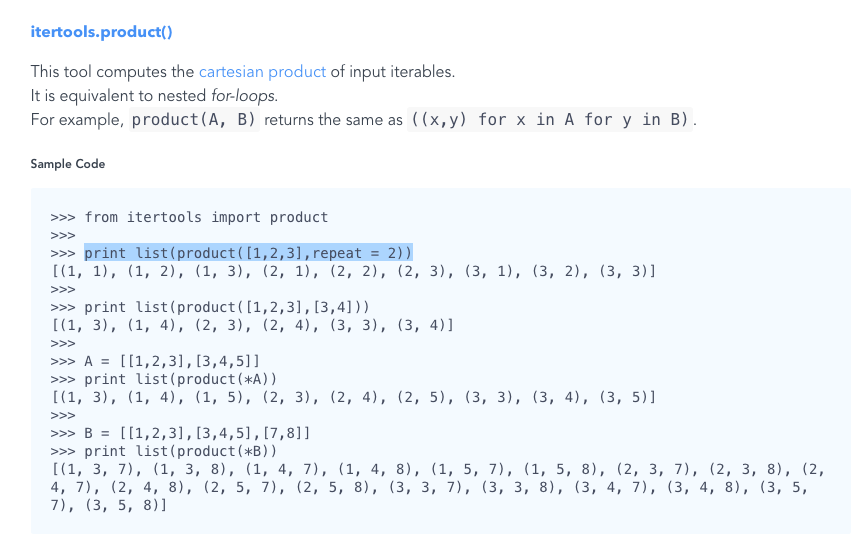 itertools.product()
This tool computes the cartesian product of input iterables.
It is equivalent to nested for-loops.
For example, product(A, B) returns the same as ((x,y) for x in A for y in B).
Sample Code
>>> from itertools import product
>>>
>>> print list(product([1,2,3],repeat = 2))
[(1, 1), (1, 2), (1, 3), (2, 1), (2, 2), (2, 3), (3, 1), (3, 2), (3, 3)]
>>>
>>> print list(product([1,2,3],[3,4]))
[(1, 3), (1, 4), (2, 3), (2, 4), (3, 3), (3, 4)]
>>>
>>> A = [[1,2,3],[3,4,5]]
>>> print list(product(*A))
[(1, 3), (1, 4), (1, 5), (2, 3), (2, 4), (2, 5), (3, 3), (3, 4), (3, 5)]
>>>
>>> B = [[1,2,3],[3,4,5],[7,8]]
>>> print list(product(*B))
[(1, 3, 7), (1, 3, 8), (1, 4, 7), (1, 4, 8), (1, 5, 7), (1, 5, 8), (2, 3, 7), (2, 3, 8), (2,
4, 7), (2, 4, 8), (2, 5, 7), (2, 5, 8), (3, 3, 7), (3, 3, 8), (3, 4, 7), (3, 4, 8), (3, 5,
7), (3, 5, 8)]